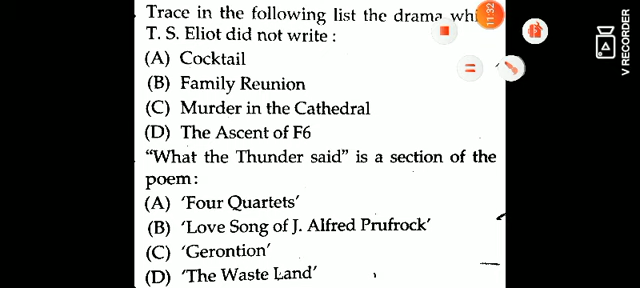 Trace in the following list the drama
T. S. Eliot did not write :
(A) Cocktail
(B) Family Reunion
(C) Murder in the Cathedral
(D) The Ascent of F6
“What the Thunder said” is a section of the
poem:
(A) ‘Four Quartets’
(B) ‘Love Song of J. Alfred Prufrock’
(C) ‘Gerontion’
(D) ‘The Waste Land’
11:32
V RECORDER